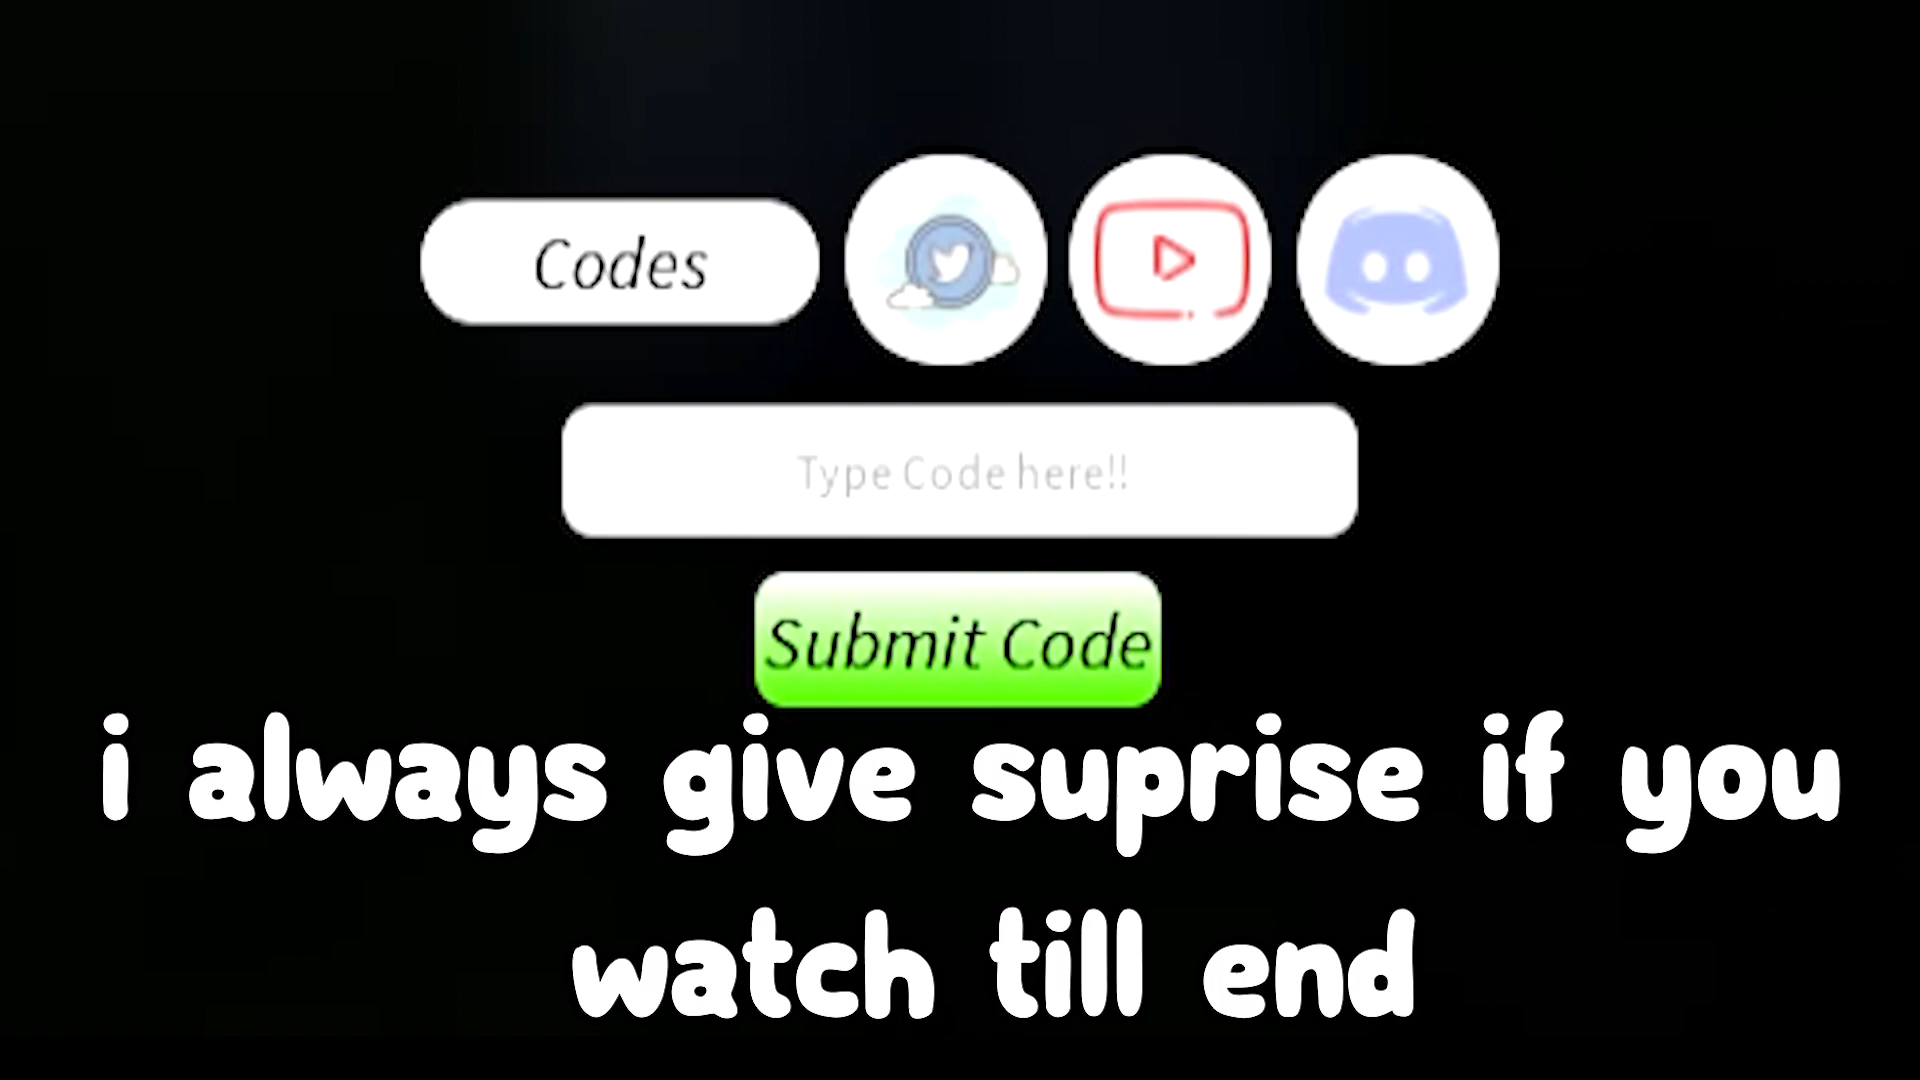 Codes
Type Code here!!
Submit Code
i always give suprise if you
watch till end